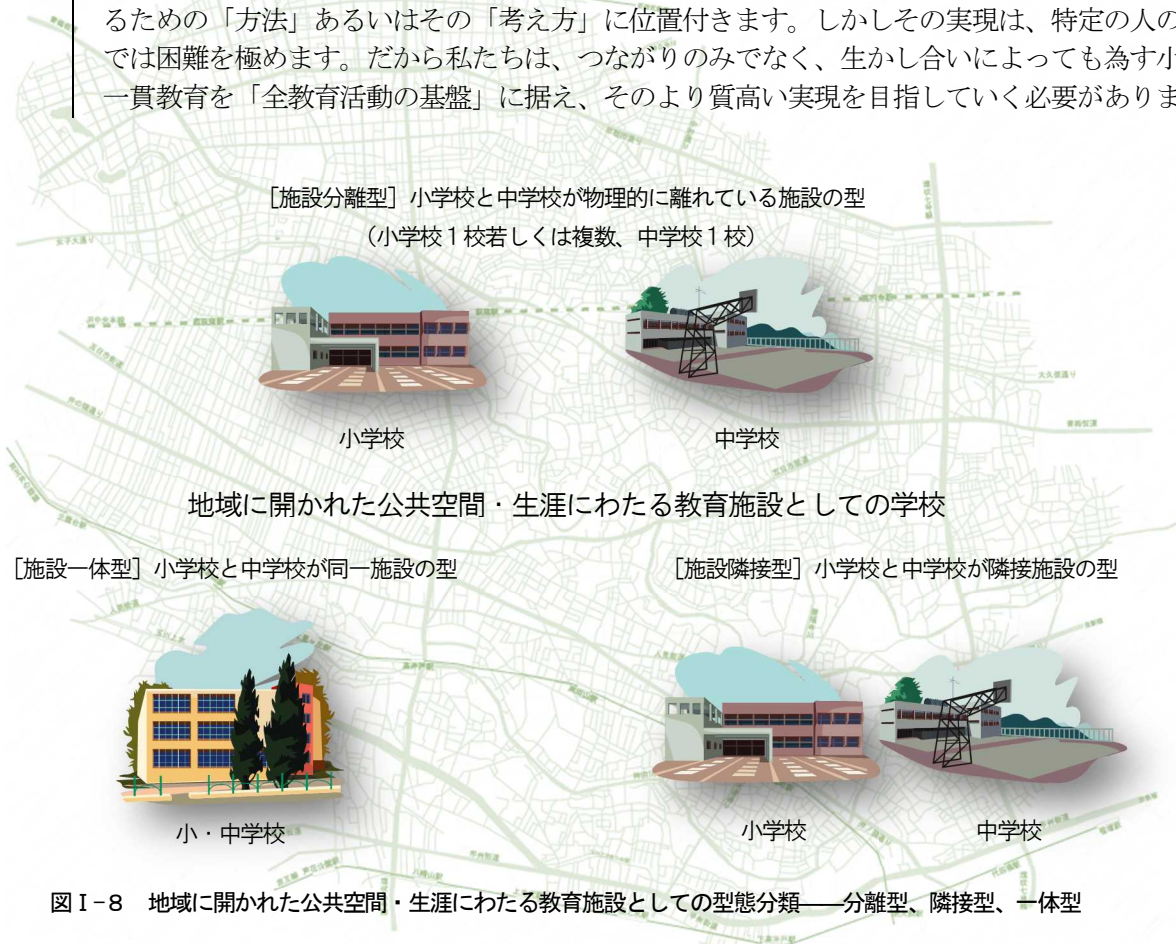 るための「方法」あるいはその「考え方」に位置付きます。しかしその実現は、特定の人の
では困難を極めます。だから私たちは、つながりのみでなく、生かし合いによっても為す小
一貫教育を「全教育活動の基盤」に据え、そのより質高い実現を目指していく必要がありま
［施設分離型］小学校と中学校が物理的に離れている施設の型
（小学校１校若しくは複数、中学校１校）
小学校
中学校
地域に開かれた公共空間・生涯にわたる教育施設としての学校
［施設一体型］小学校と中学校が同一施設の型
［施設隣接型］小学校と中学校が隣接施設の型
小・中学校
小学校
中学校
図Ⅰ-８　地域に開かれた公共空間・生涯にわたる教育施設としての型態分類――分離型、隣接型、一体型